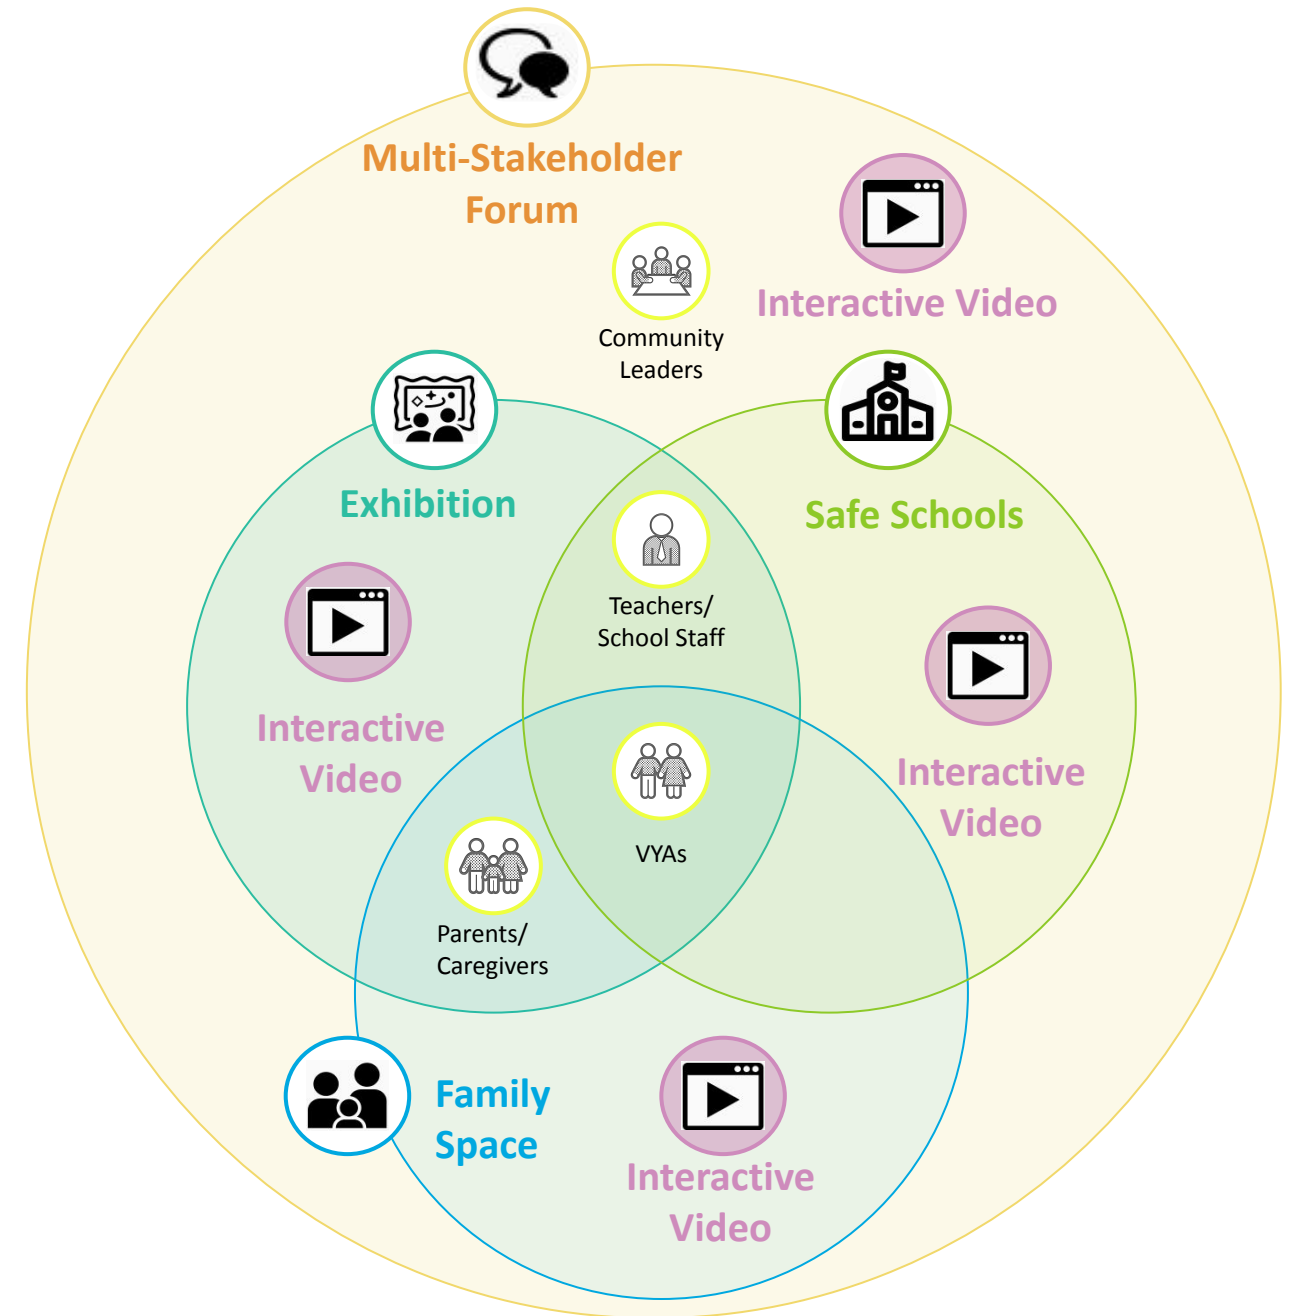 Multi-Stakeholder
Forum
Interactive Video
Community
Leaders
Exhibition
Safe Schools
Teachers/
School Staff
Interactive
Video
Interactive
Video
VYAs
Parents/
Caregivers
Family
Space
Interactive
Video